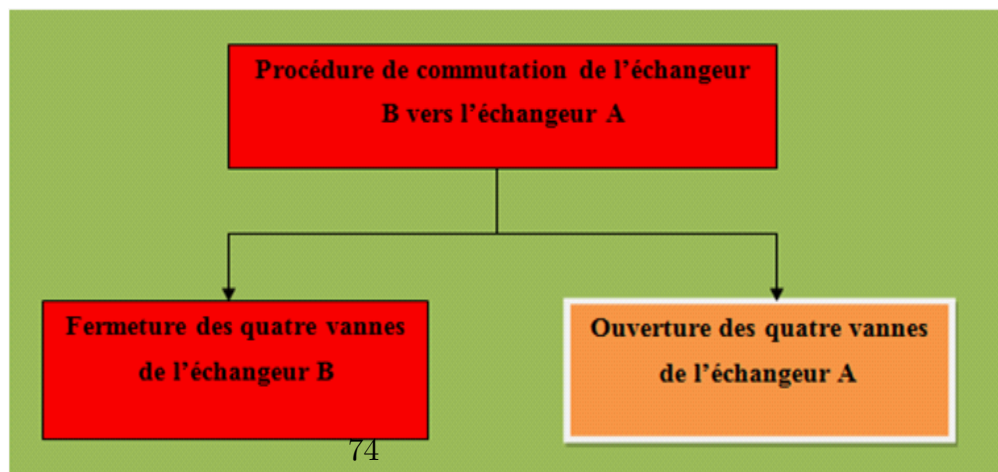 Procédure de commutation de l’échangeur
B vers l’échangeur A
Fermeture des quatre vannes
de l’échangeur B
Ouverture des quatre vannes
de l’échangeur A
74